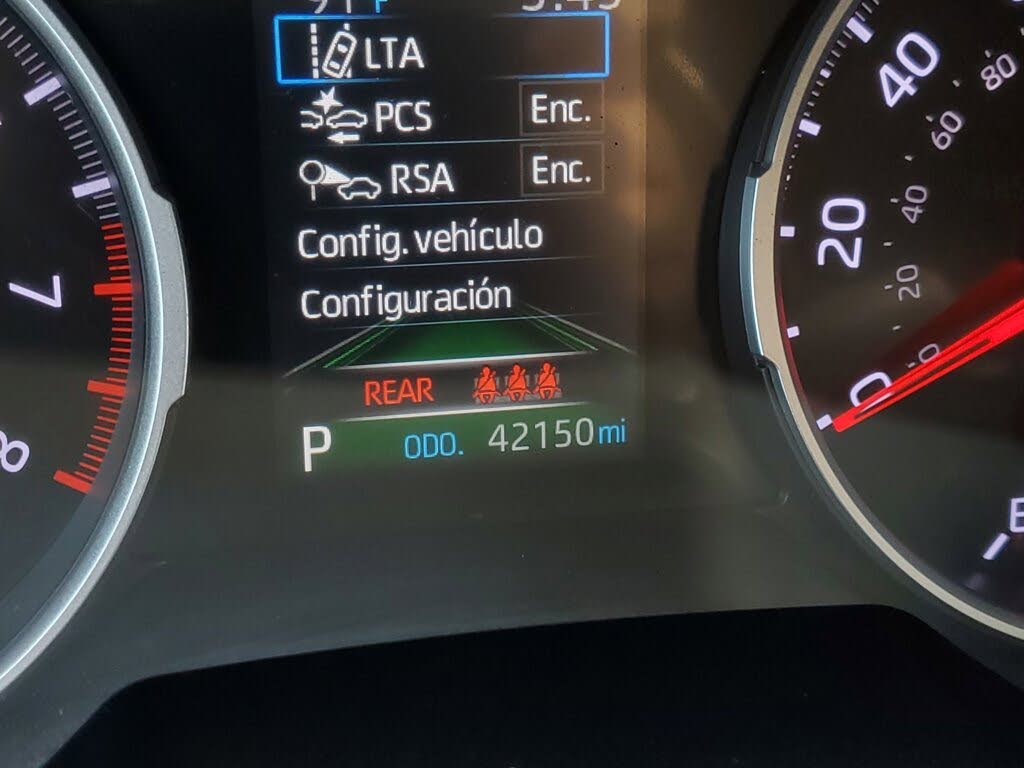 LTA
PCS Enc.
RSA Enc.
Config. vehículo
Configuración
REAR
P ODO. 42150 mi
7
8
40
20
0
80
60
40
20